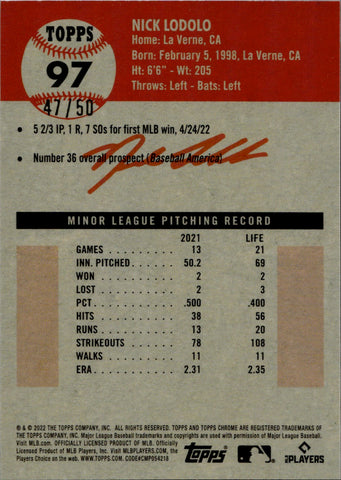 TOPPS
97
47/50
NICK LODOLO
Home: La Verne, CA
Born: February 5, 1998, La Verne, CA
Ht: 6'6" - Wt: 205
Throws: Left - Bats: Left
• 5 2/3 IP, 1 R, 7 SOs for first MLB win, 4/24/22
• Number 36 overall prospect (Baseball America)
MINOR LEAGUE PITCHING RECORD
2021 LIFE
GAMES . . . . . . . . . . 13 21
INN. PITCHED . . . . . . . 50.2 69
WON . . . . . . . . . . . 2 2
LOST . . . . . . . . . . . 2 3
PCT . . . . . . . . . . . .500 .400
HITS . . . . . . . . . . . 38 56
RUNS . . . . . . . . . . . 13 20
STRIKEOUTS . . . . . . . . 78 108
WALKS . . . . . . . . . . 11 11
ERA . . . . . . . . . . . 2.31 2.35
® & © 2022 THE TOPPS COMPANY, INC. ALL RIGHTS RESERVED. TOPPS AND TOPPS CHROME ARE REGISTERED TRADEMARKS OF
THE TOPPS COMPANY, INC. Major League Baseball trademarks and copyrights are used with permission of Major League Baseball.
Visit MLB.com. OFFICIALLY LICENSED PRODUCT OF MLB Players, Inc.
Officially Licensed Product of MLB Players, Inc. Visit MLBPLAYERS.com, the
Players Choice on the web. WWW.TOPPS.COM. CODE#CMP054218
topps
MLB PLAYERS